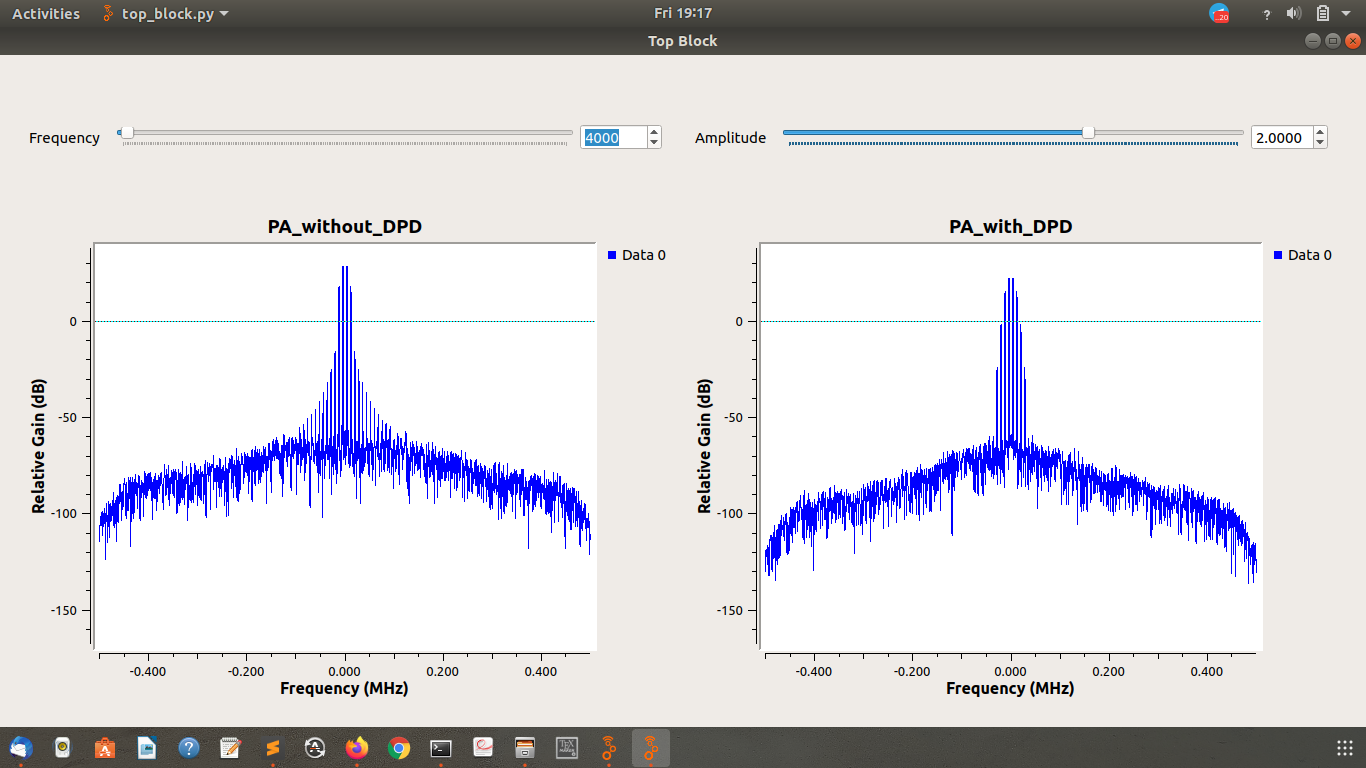 Activities top_block.py Fri 19:17 20 ?
Top Block
Frequency 4000 Amplitude 2.0000
PA_without_DPD
Data 0
0
-50
-100
-150
Relative Gain (dB)
-0.400 -0.200 0.000 0.200 0.400
Frequency (MHz)
PA_with_DPD
Data 0
0
-50
-100
-150
Relative Gain (dB)
-0.400 -0.200 0.000 0.200 0.400
Frequency (MHz)